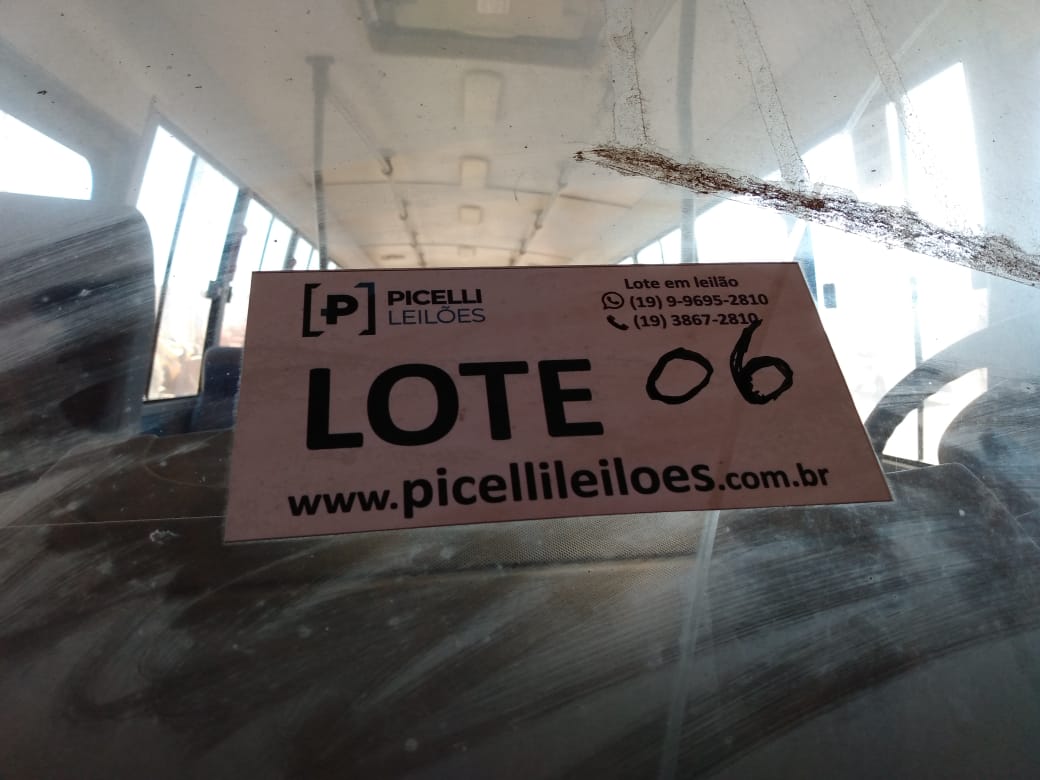 [P] PICELLI
LEILÕES
Lote em leilão
(19) 9-9695-2810
(19) 3867-2810
LOTE 06
www.picellileiloes.com.br